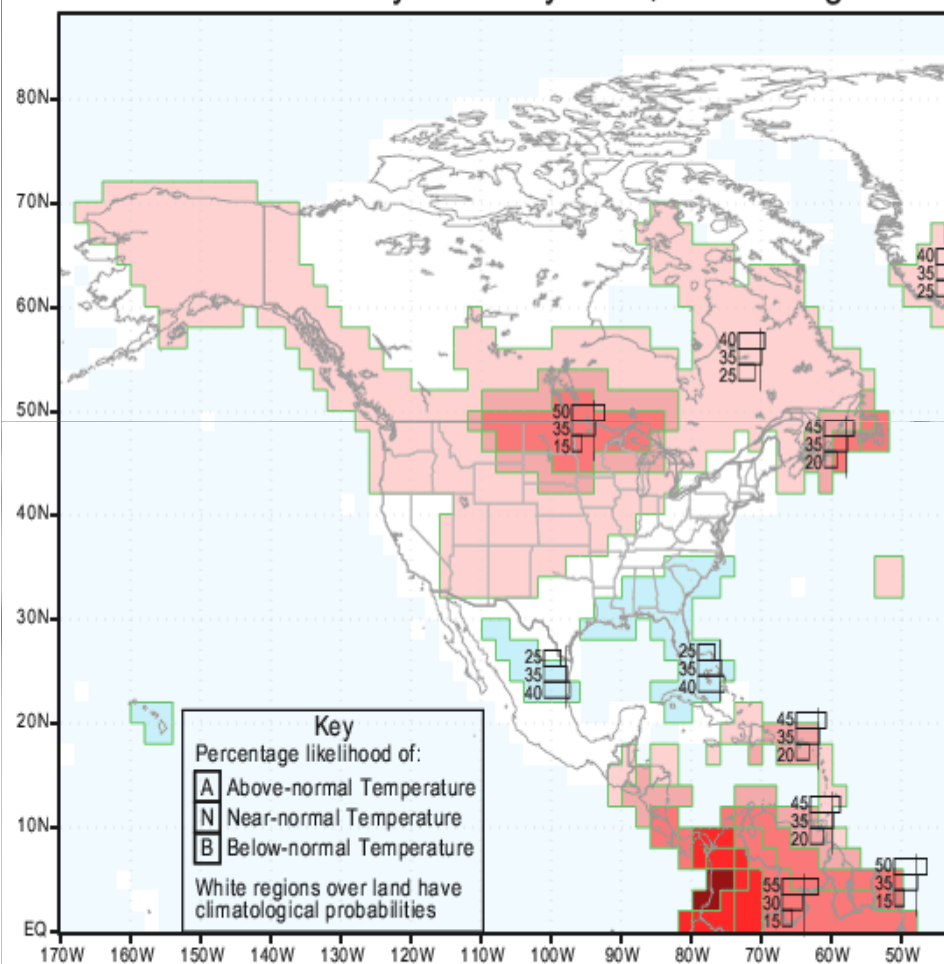 80N
70N
60N
50N
40N
30N
20N
10N
EQ
170W 160W 150W 140W 130W 120W 110W 100W 90W 80W 70W 60W 50W
40
35
25
40
35
25
50
35
15
45
35
20
25
35
40
25
35
40
45
35
20
45
35
20
50
35
15
55
30
15
Key
Percentage likelihood of:
A Above-normal Temperature
N Near-normal Temperature
B Below-normal Temperature
White regions over land have
climatological probabilities